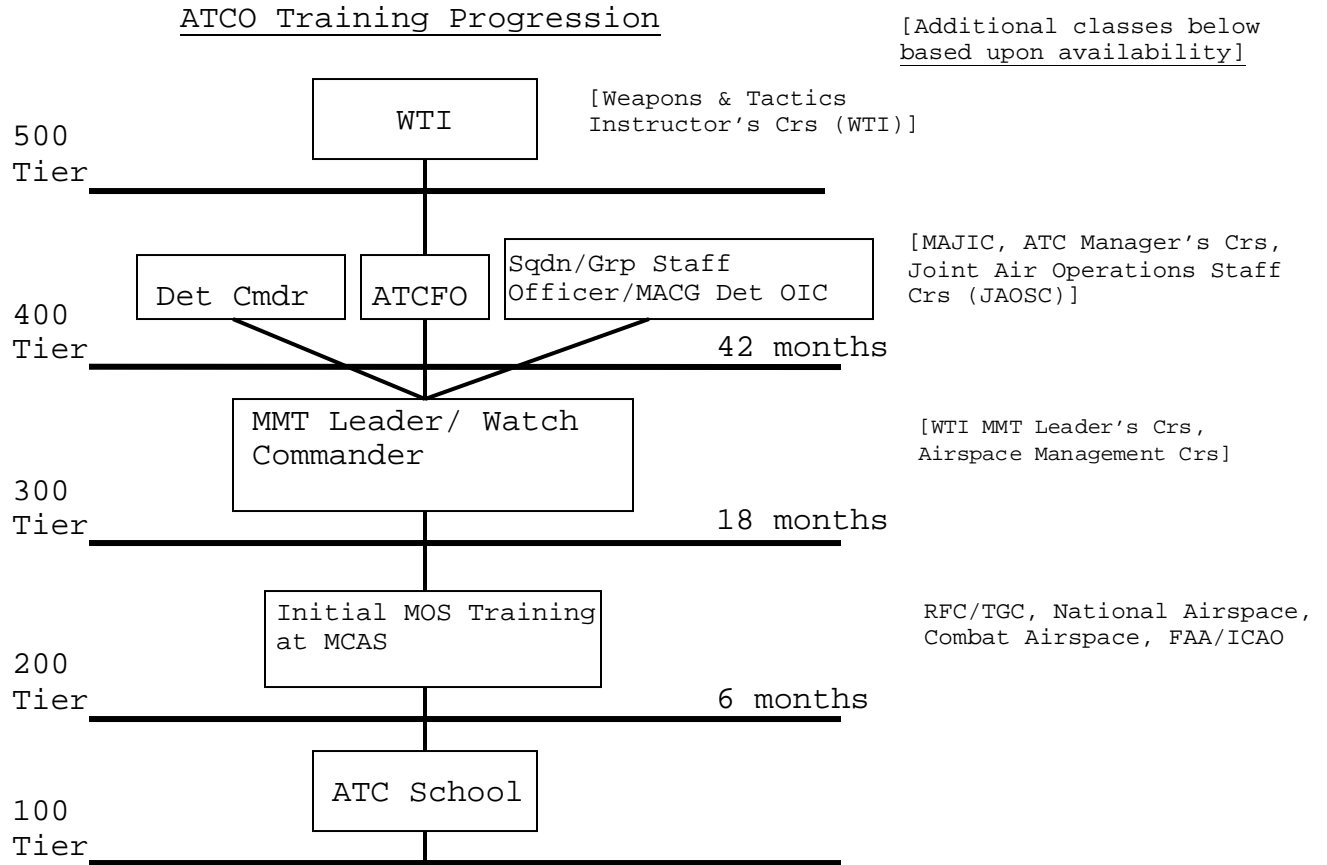 ATCO Training Progression
[Additional classes below
based upon availability]
WTI
[Weapons & Tactics
Instructor's Crs (WTI)]
500
Tier
Det Cmdr
ATCFO
Sqdn/Grp Staff
Officer/MACG Det OIC
[MAJIC, ATC Manager's Crs,
Joint Air Operations Staff
Crs (JAOSC)]
400
Tier
42 months
MMT Leader/ Watch
Commander
[WTI MMT Leader's Crs,
Airspace Management Crs]
300
Tier
18 months
Initial MOS Training
at MCAS
RFC/TGC, National Airspace,
Combat Airspace, FAA/ICAO
200
Tier
6 months
ATC School
100
Tier